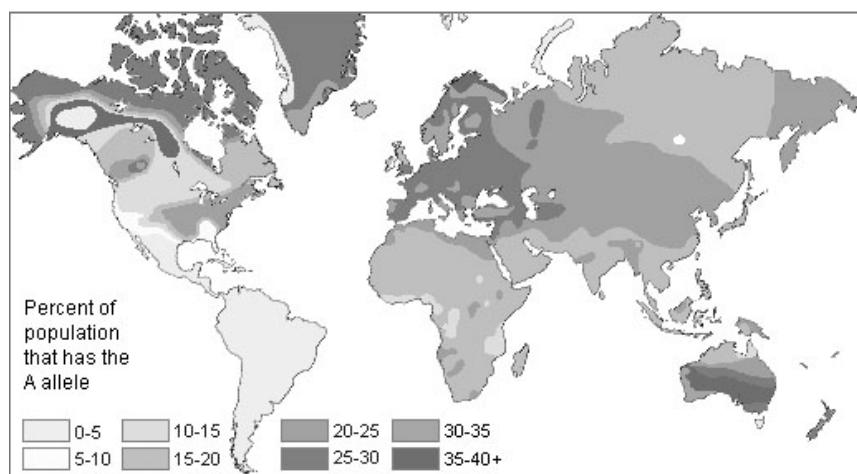 Percent of
population
that has the
A allele
0-5 10-15 20-25 30-35
5-10 15-20 25-30 35-40+